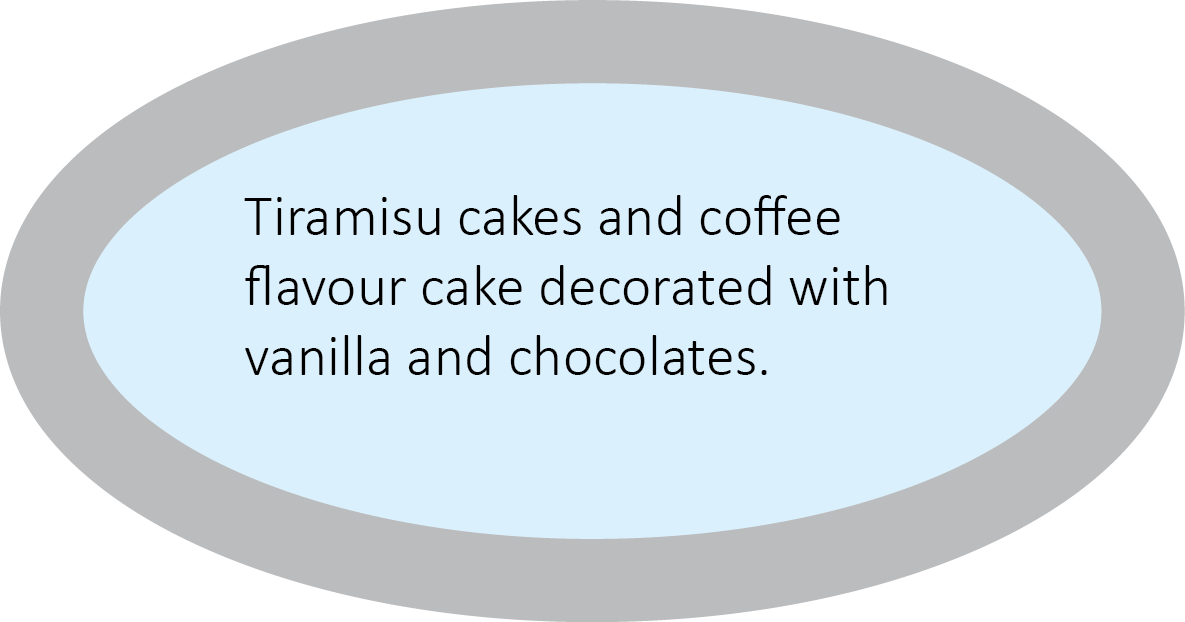 Tiramisu cakes and coffee
flavour cake decorated with
vanilla and chocolates.